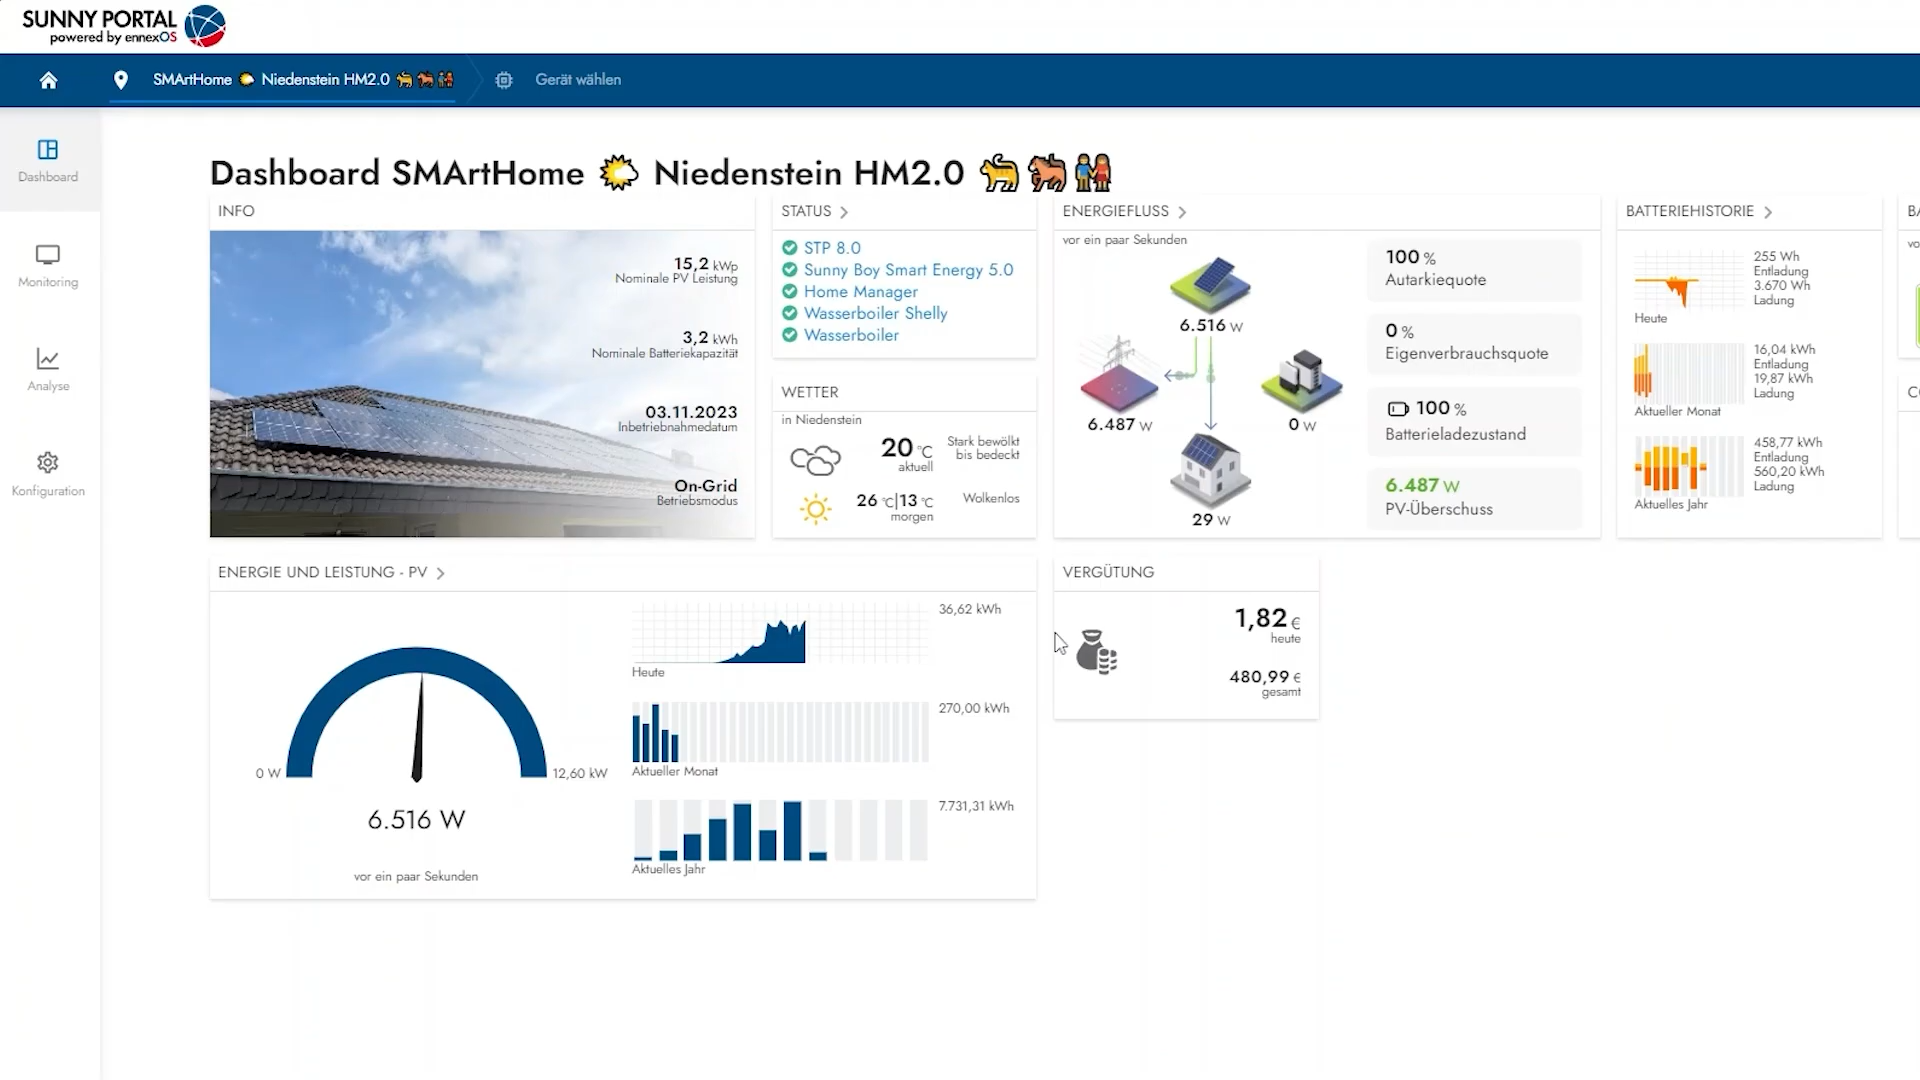 SUNNY PORTAL
powered by ennexOS
SMArtHome Niedenstein HM2.0
Gerät wählen
Dashboard
Monitoring
Analyse
Konfiguration
Dashboard SMArtHome Niedenstein HM2.0
INFO
15,2 kWp
Nominale PV Leistung
3,2 kWh
Nominale Batteriekapazität
03.11.2023
Inbetriebnahmedatum
On-Grid
Betriebsmodus
STATUS
STP 8.0
Sunny Boy Smart Energy 5.0
Home Manager
Wasserboiler Shelly
Wasserboiler
WETTER
in Niedenstein
20 °C
aktuell
Stark bewölkt
bis bedeckt
26 °C|13 °C
morgen
Wolkenlos
ENERGIEFLUSS
vor ein paar Sekunden
6.516 W
6.487 W
0 W
29 W
100 %
Autarkiequote
0 %
Eigenverbrauchsquote
100 %
Batterieladezustand
6.487 W
PV-Überschuss
BATTERIEHISTORIE
255 Wh
Entladung
3.670 Wh
Ladung
Heute
16,04 kWh
Entladung
19,87 kWh
Ladung
Aktueller Monat
458,77 kWh
Entladung
560,20 kWh
Ladung
Aktuelles Jahr
ENERGIE UND LEISTUNG - PV
0 W
12,60 kW
6.516 W
vor ein paar Sekunden
36,62 kWh
Heute
270,00 kWh
Aktueller Monat
7.731,31 kWh
Aktuelles Jahr
VERGÜTUNG
1,82 €
heute
480,99 €
gesamt